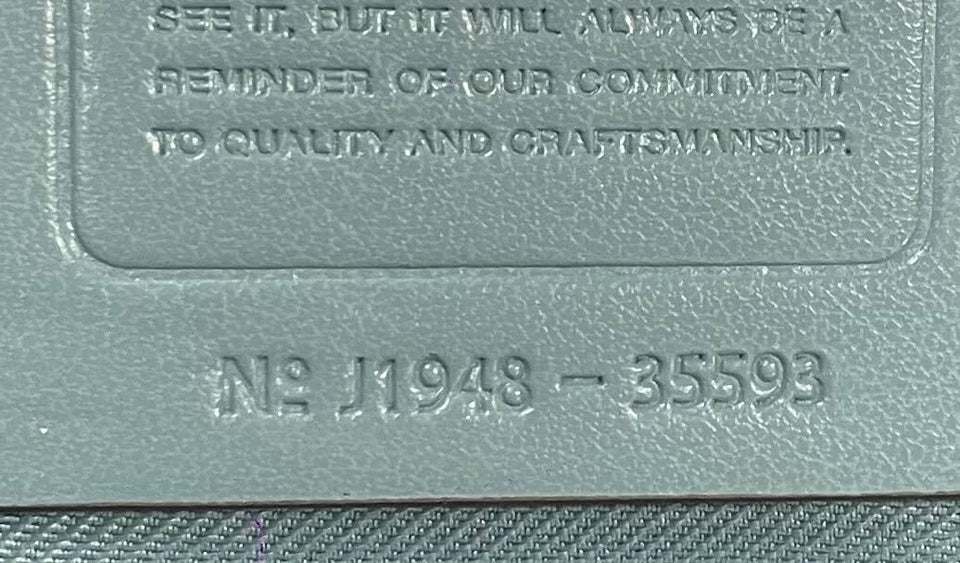 SEE IT, BUT IT WILL ALWAYS BE A
REMINDER OF OUR COMMITMENT
TO QUALITY AND CRAFTSMANSHIP.
Nº J1948 – 35593